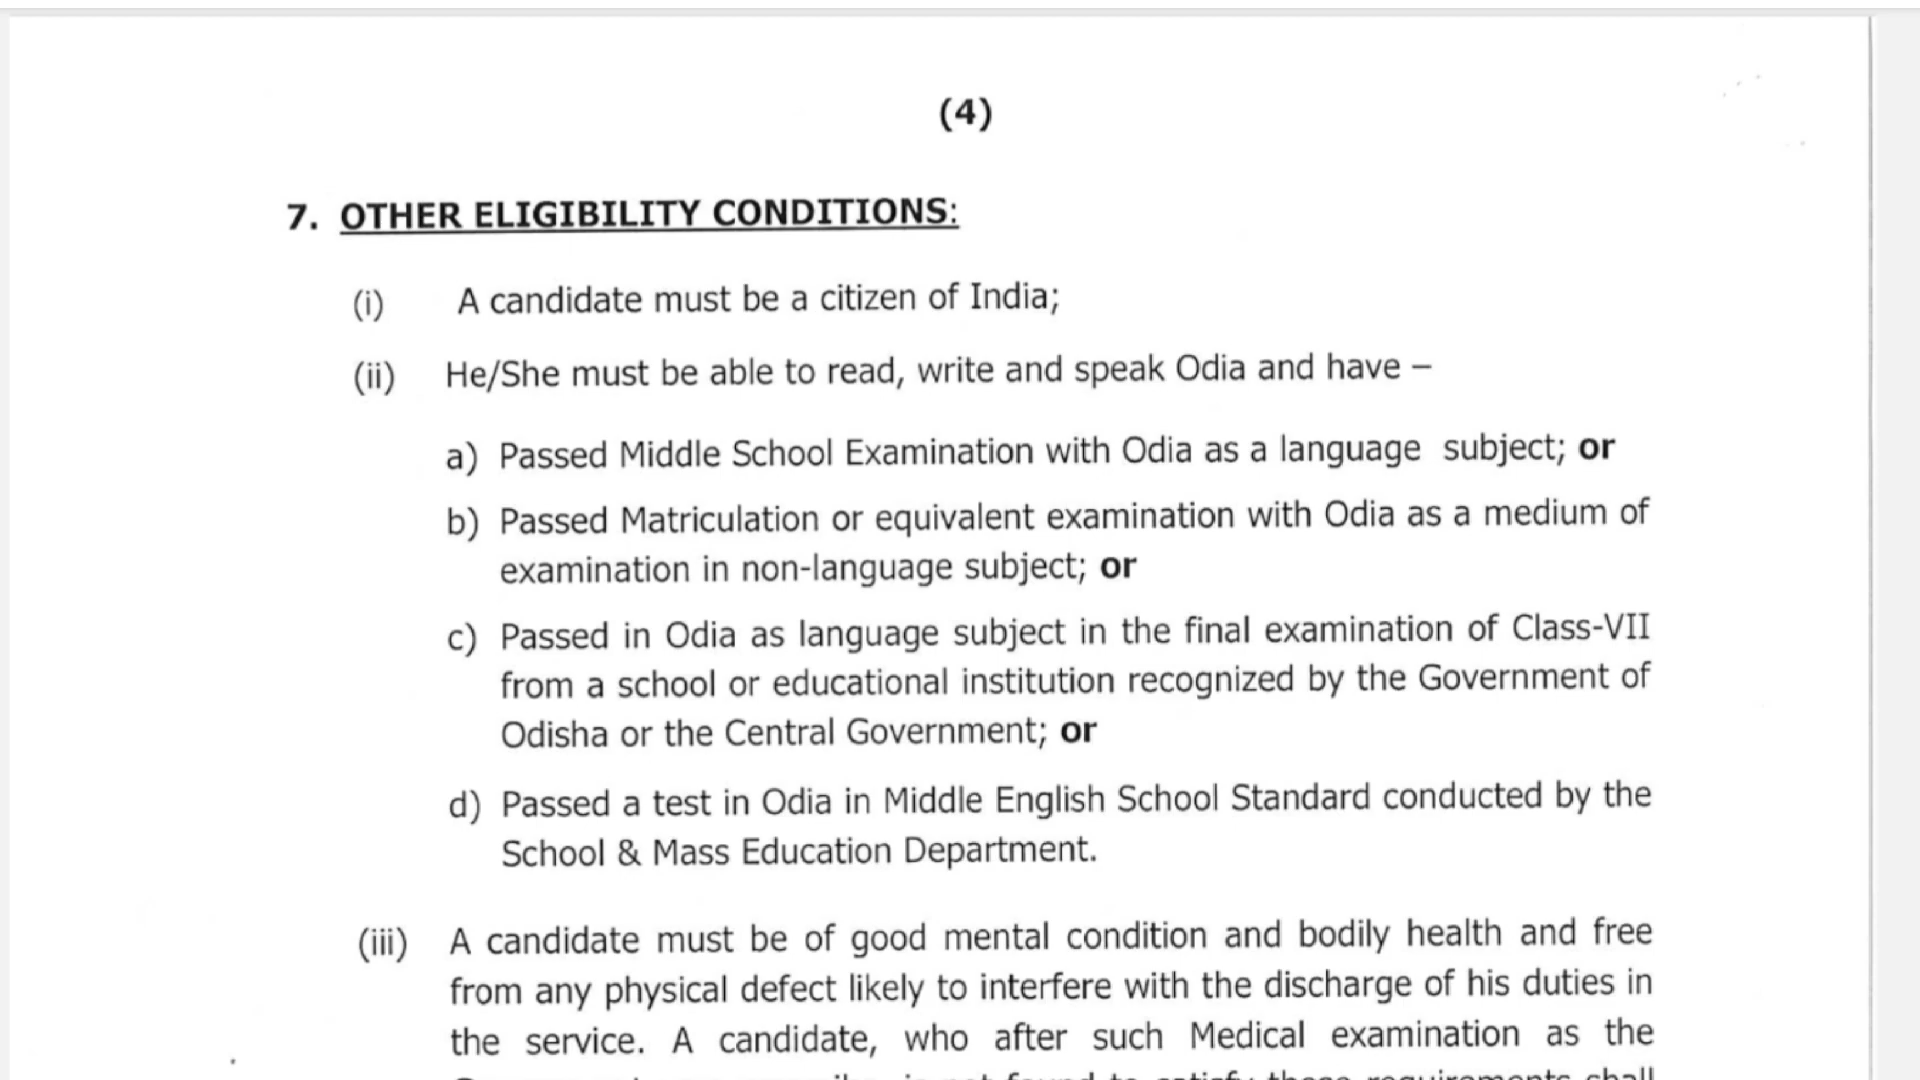 (4)
7. OTHER ELIGIBILITY CONDITIONS:
(i) A candidate must be a citizen of India;
(ii) He/She must be able to read, write and speak Odia and have –
a) Passed Middle School Examination with Odia as a language subject; or
b) Passed Matriculation or equivalent examination with Odia as a medium of
examination in non-language subject; or
c) Passed in Odia as language subject in the final examination of Class-VII
from a school or educational institution recognized by the Government of
Odisha or the Central Government; or
d) Passed a test in Odia in Middle English School Standard conducted by the
School & Mass Education Department.
(iii) A candidate must be of good mental condition and bodily health and free
from any physical defect likely to interfere with the discharge of his duties in
the service. A candidate, who after such Medical examination as the